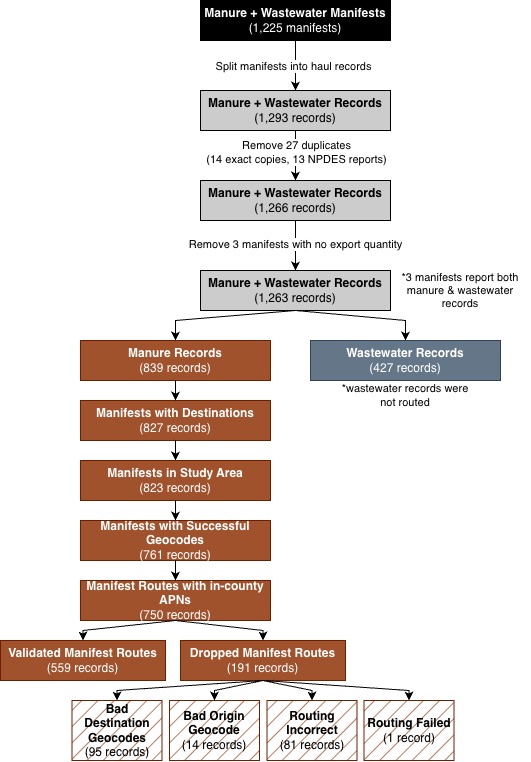 Manure + Wastewater Manifests
(1,225 manifests)
Split manifests into haul records
Manure + Wastewater Records
(1,293 records)
Remove 27 duplicates
(14 exact copies, 13 NPDES reports)
Manure + Wastewater Records
(1,266 records)
Remove 3 manifests with no export quantity
Manure + Wastewater Records
(1,263 records)
*3 manifests report both
manure & wastewater
records
Manure Records
(839 records)
Wastewater Records
(427 records)
*wastewater records were
not routed
Manifests with Destinations
(827 records)
Manifests in Study Area
(823 records)
Manifests with Successful
Geocodes
(761 records)
Manifest Routes with in-county
APNs
(750 records)
Validated Manifest Routes
(559 records)
Dropped Manifest Routes
(191 records)
Bad
Destination
Geocodes
(95 records)
Bad Origin
Geocode
(14 records)
Routing
Incorrect
(81 records)
Routing Failed
(1 record)